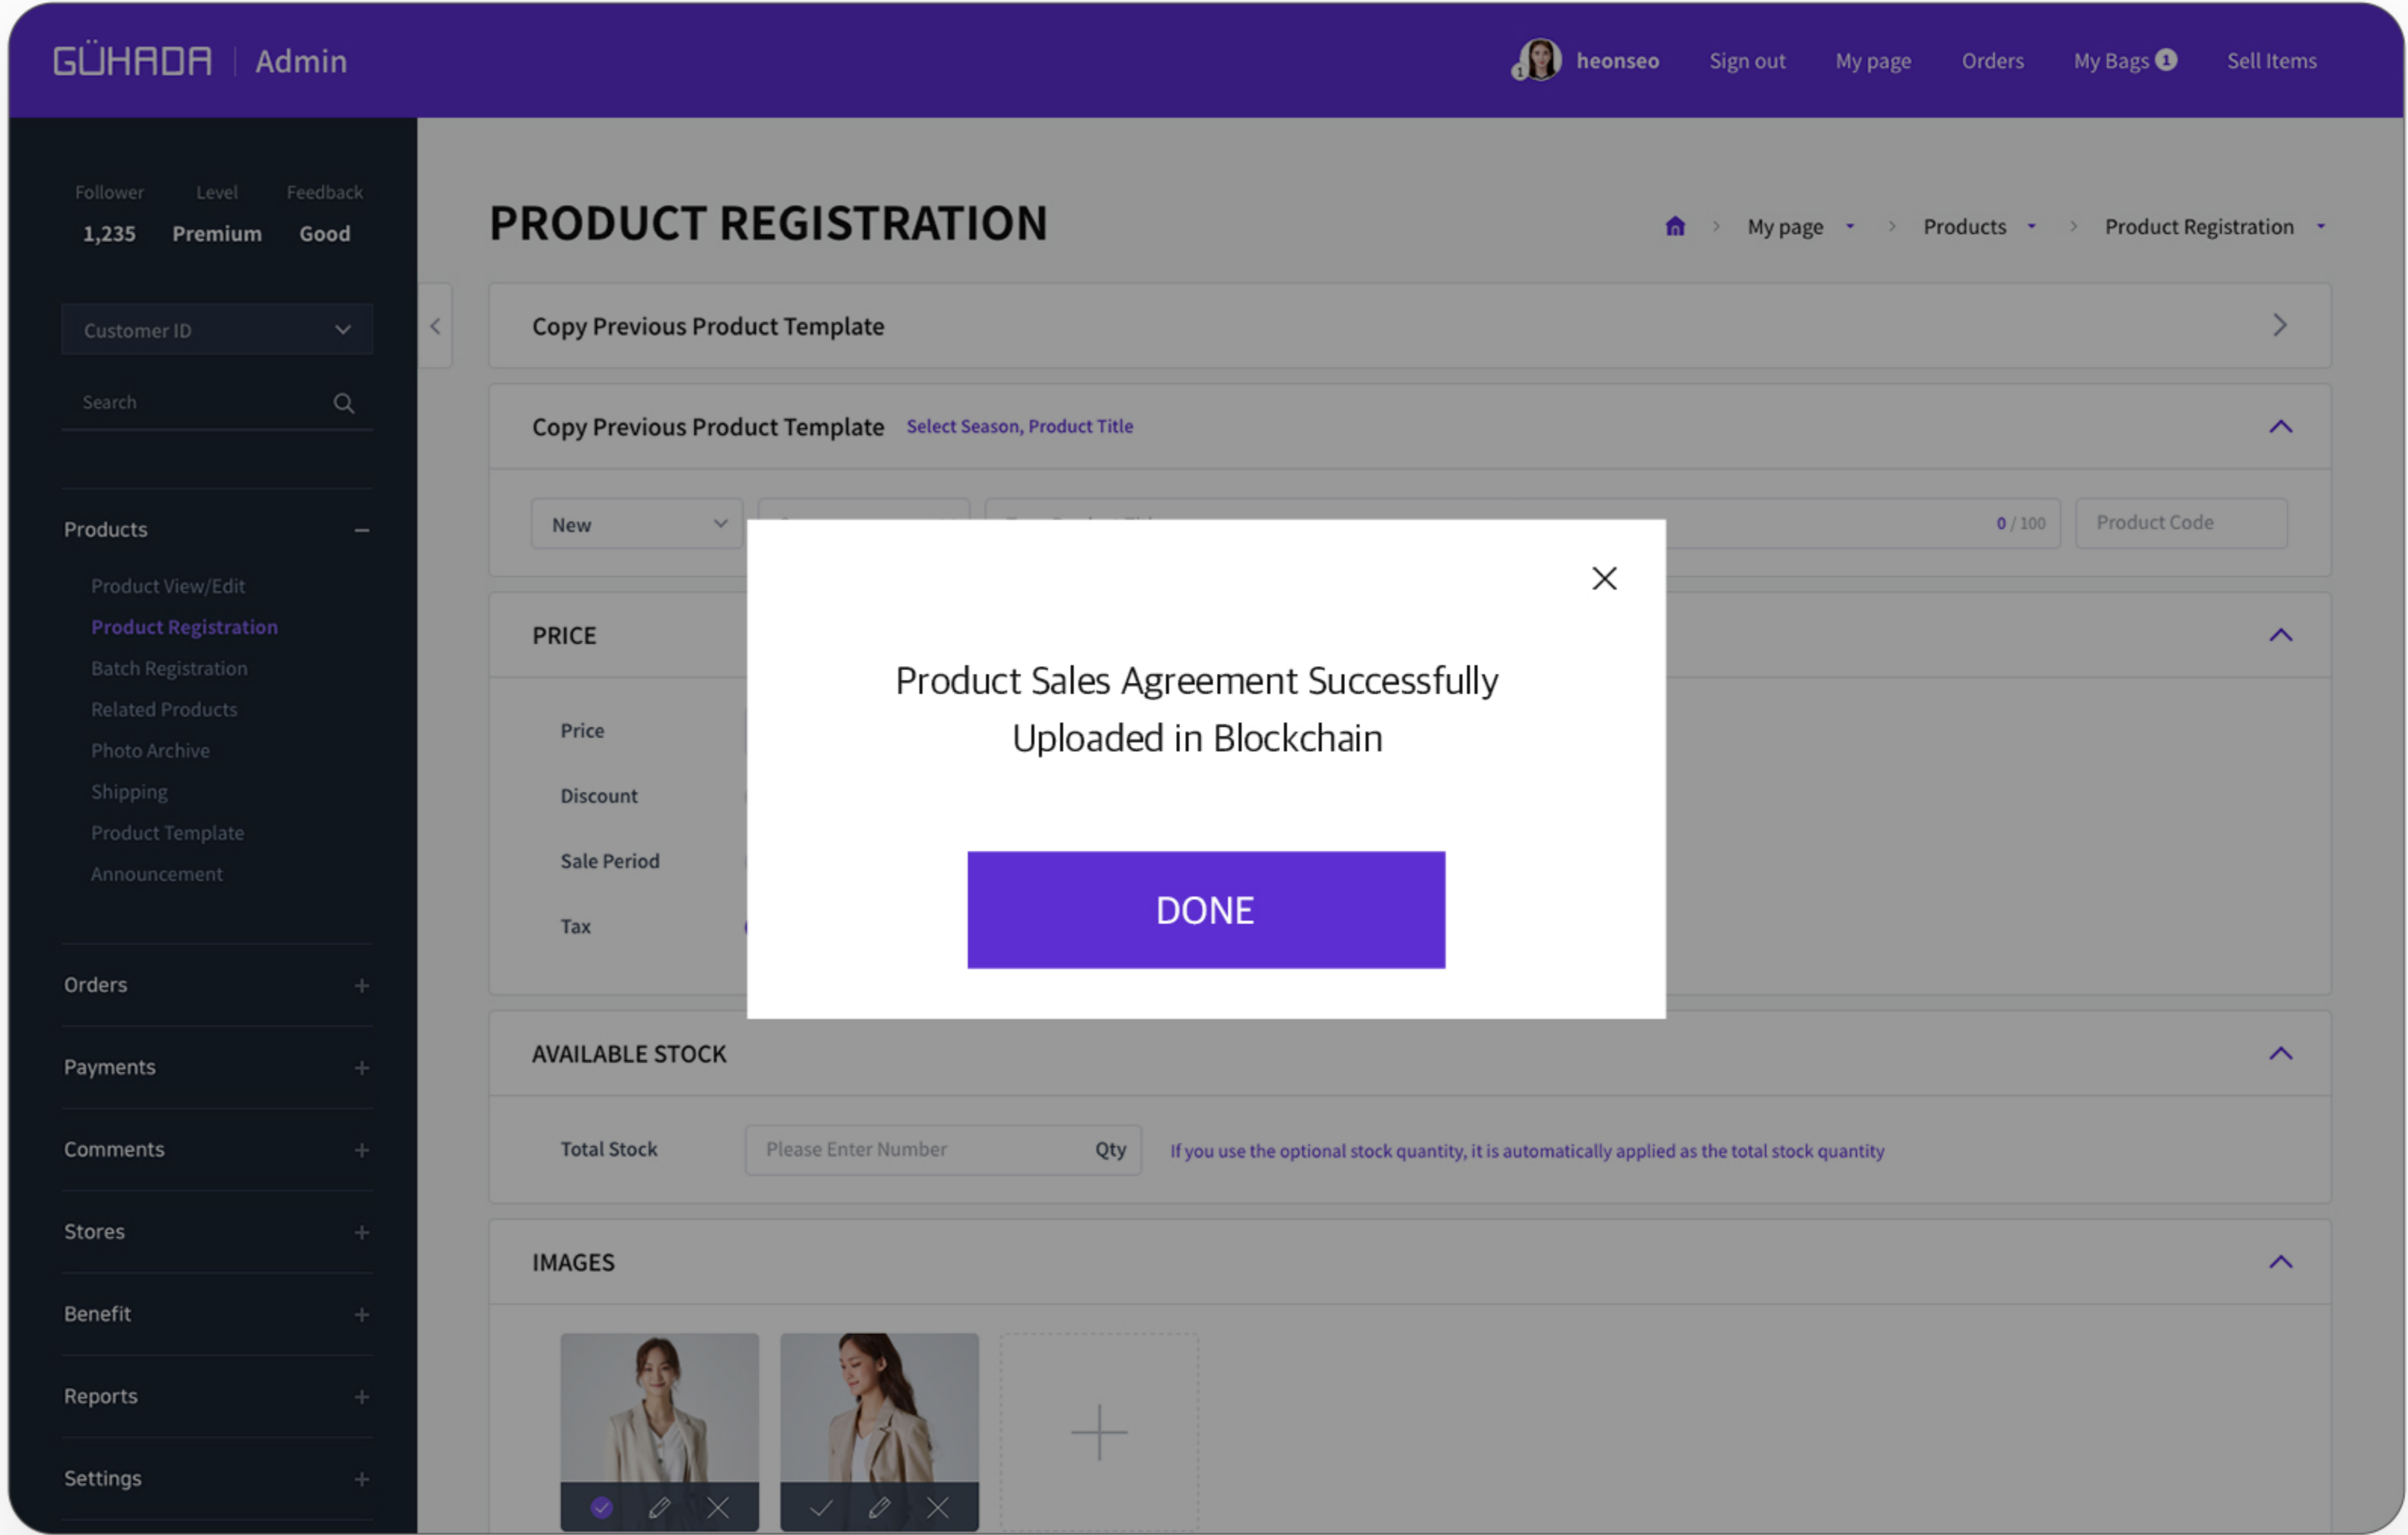 GÜHADA | Admin
1 heonseo Sign out My page Orders My Bags 1 Sell Items
Follower Level Feedback
1,235 Premium Good
Customer ID
Search
Products
Product View/Edit
Product Registration
Batch Registration
Related Products
Photo Archive
Shipping
Product Template
Announcement
Orders
Payments
Comments
Stores
Benefit
Reports
Settings
PRODUCT REGISTRATION
My page > Products > Product Registration
Copy Previous Product Template
Copy Previous Product Template Select Season, Product Title
New 0 / 100 Product Code
PRICE
Price
Discount
Sale Period
Tax
Product Sales Agreement Successfully
Uploaded in Blockchain
DONE
AVAILABLE STOCK
Total Stock Please Enter Number Qty If you use the optional stock quantity, it is automatically applied as the total stock quantity
IMAGES